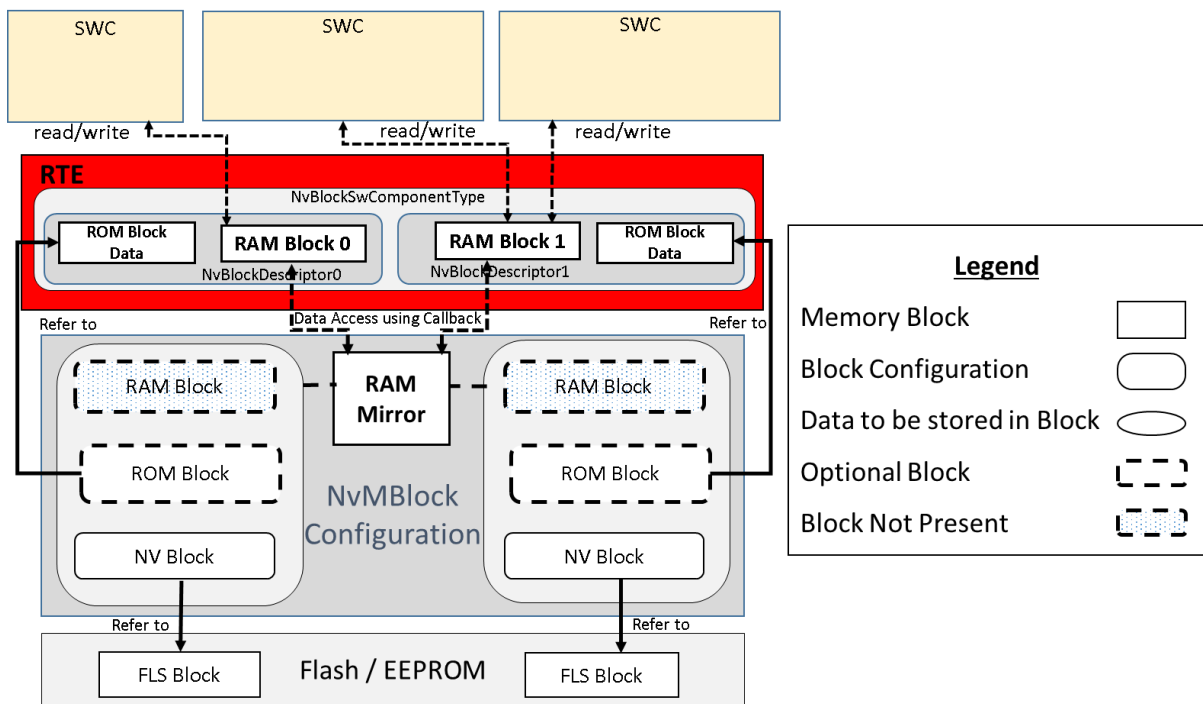 SWC
SWC
SWC
read/write
read/write
read/write
RTE
NvBlockSwComponentType
ROM Block
Data
RAM Block 0
RAM Block 1
ROM Block
Data
NvBlockDescriptor0
NvBlockDescriptor1
Refer to
Data Access using Callback
Refer to
RAM Block
RAM
Mirror
RAM Block
ROM Block
ROM Block
NvMBlock
Configuration
NV Block
NV Block
Refer to
Refer to
FLS Block
Flash / EEPROM
FLS Block
Legend
Memory Block
Block Configuration
Data to be stored in Block
Optional Block
Block Not Present